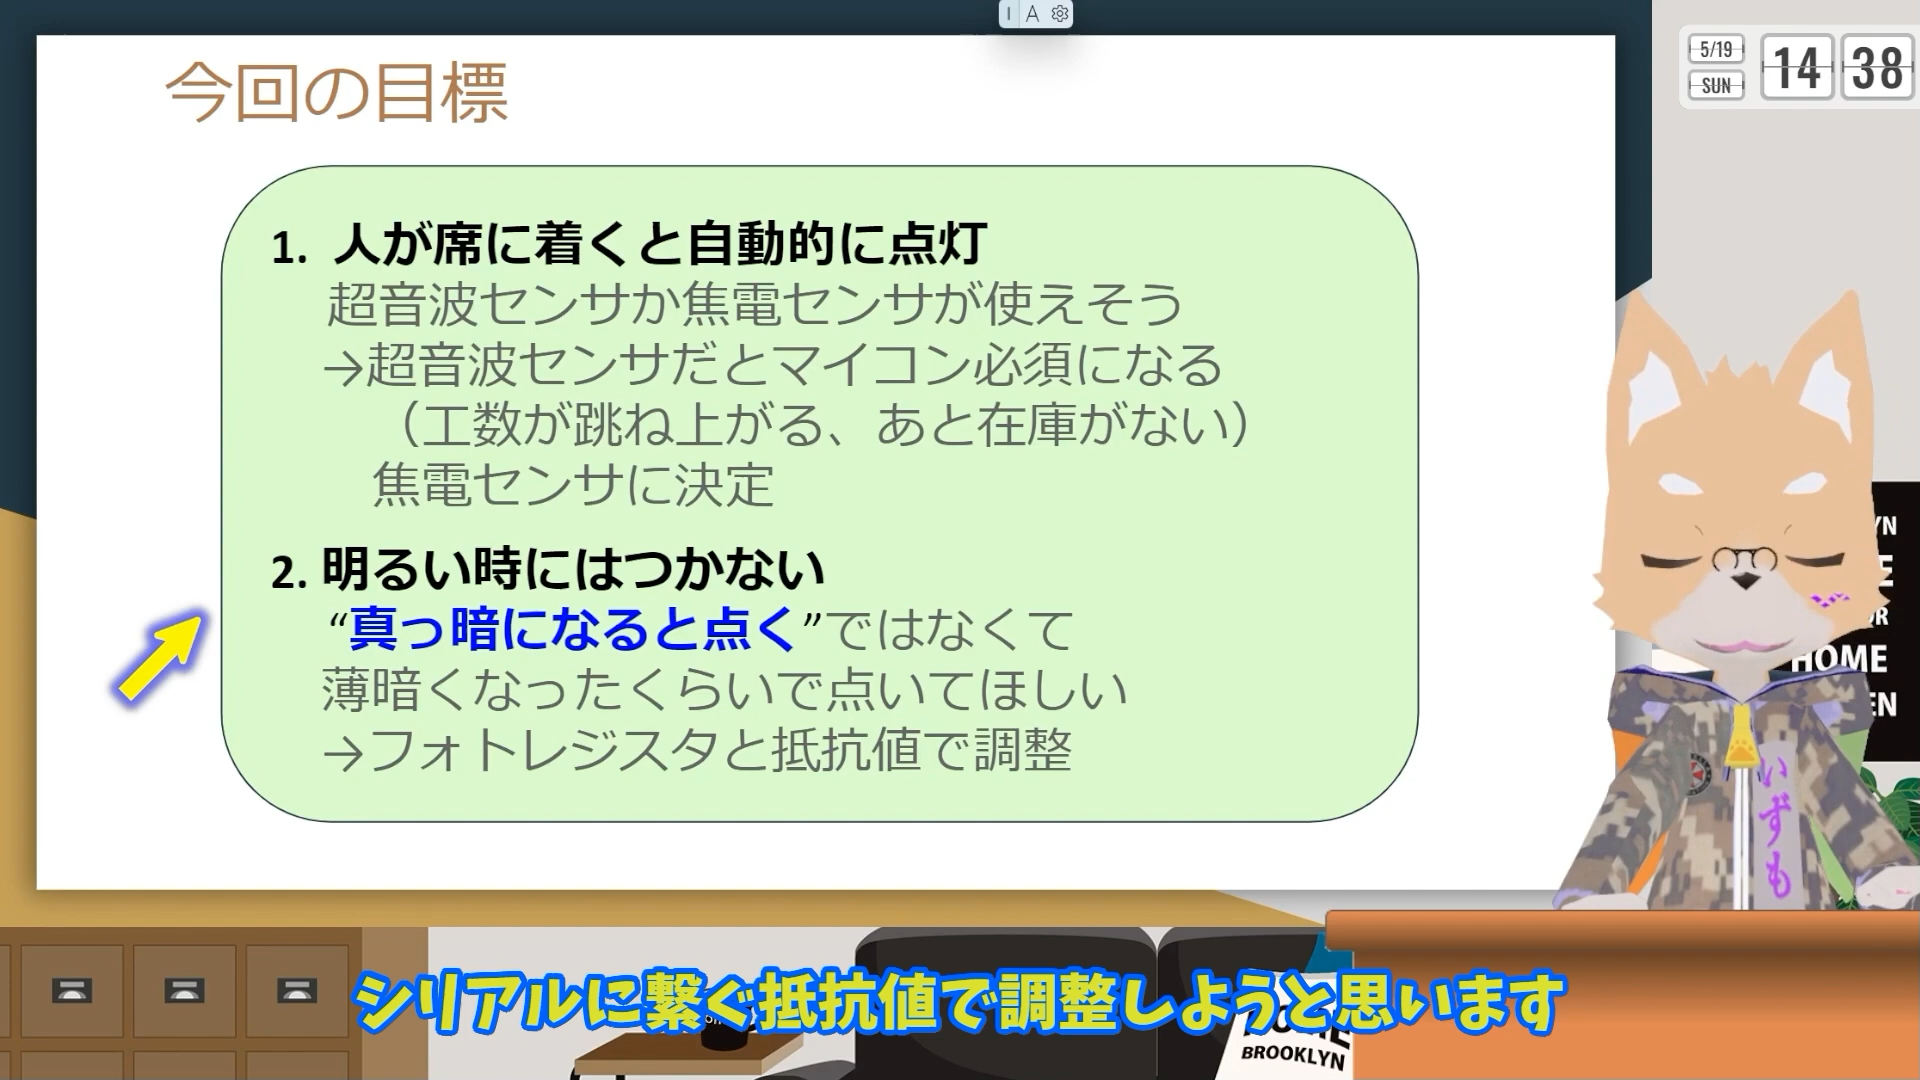 I A
5/19
SUN
14 38
今回の目標
1. 人が席に着くと自動的に点灯
超音波センサか焦電センサが使えそう
→超音波センサだとマイコン必須になる
（工数が跳ね上がる、あと在庫がない）
焦電センサに決定
2. 明るい時にはつかない
“真っ暗になると点く”ではなくて
薄暗くなったくらいで点いてほしい
→フォトレジスタと抵抗値で調整
HOME
いずも
シリアルに繋ぐ抵抗値で調整しようと思います
BROOKLYN